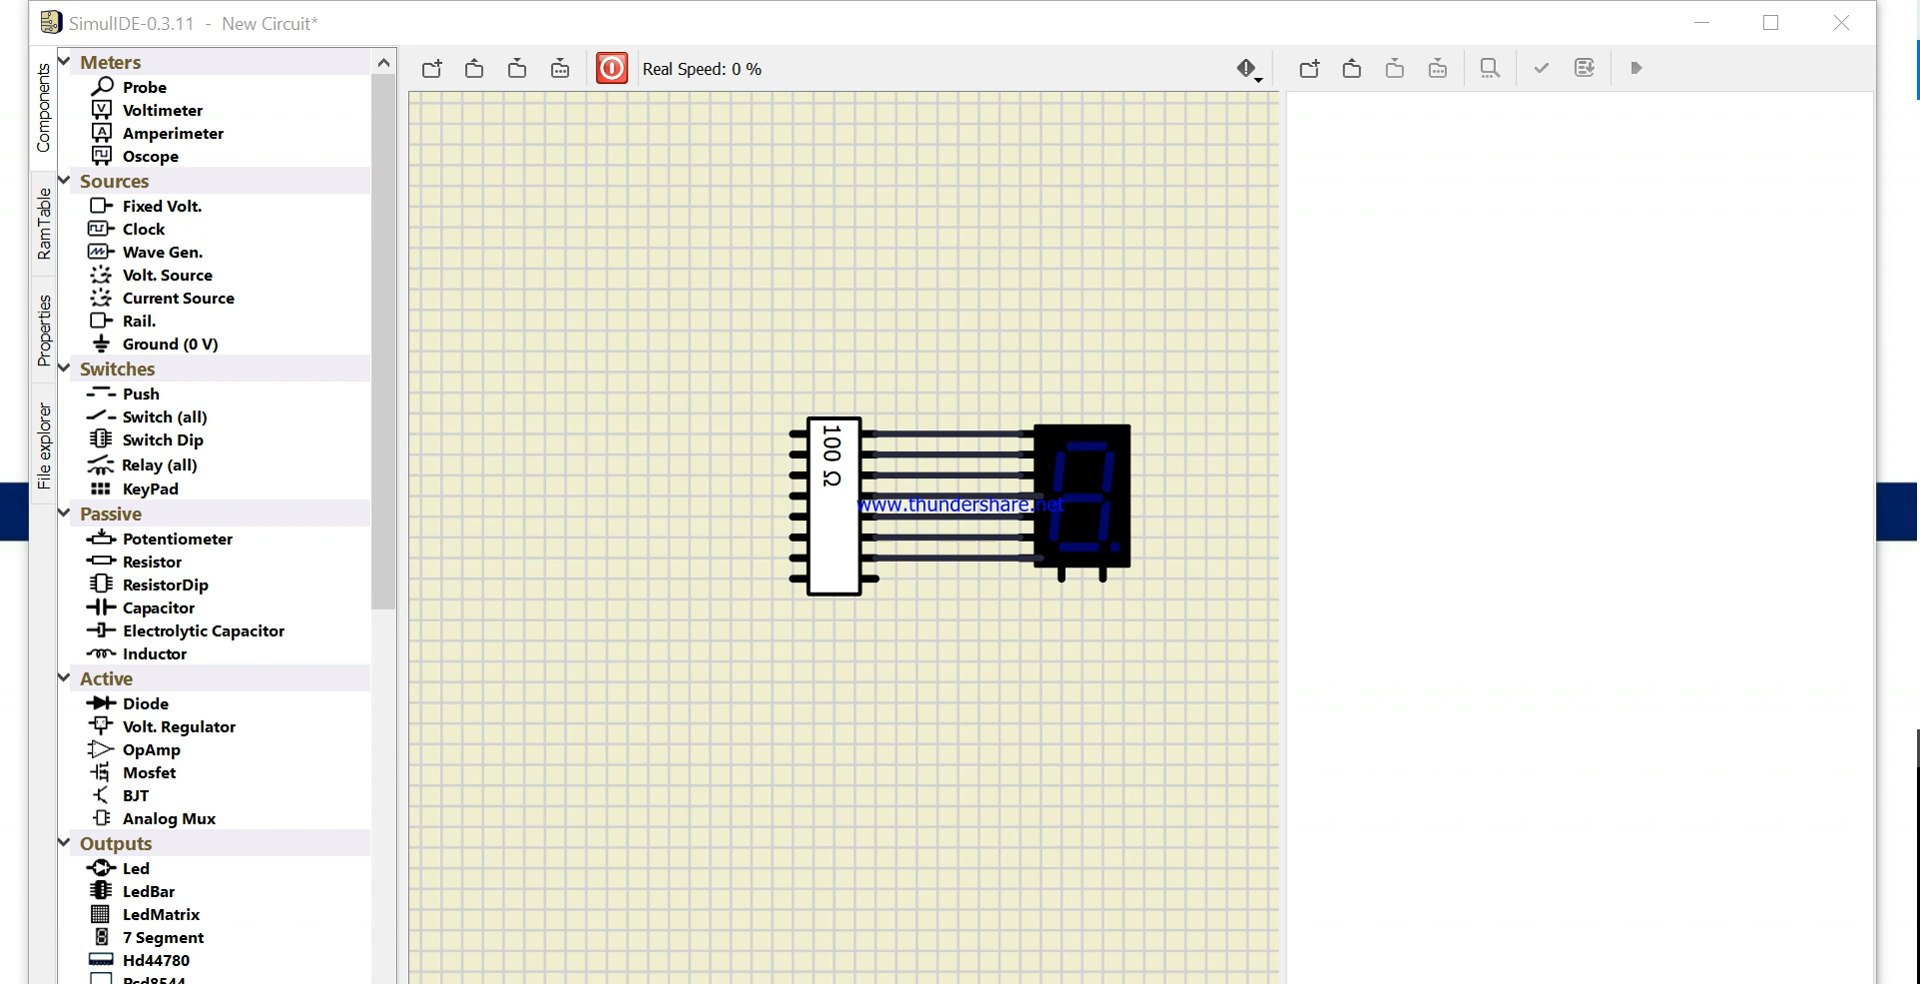 SimulIDE-0.3.11 - New Circuit*
Components
RamTable
Properties
File explorer
Meters
Probe
Voltimeter
Amperimeter
Oscope
Sources
Fixed Volt.
Clock
Wave Gen.
Volt. Source
Current Source
Rail.
Ground (0 V)
Switches
Push
Switch (all)
Switch Dip
Relay (all)
KeyPad
Passive
Potentiometer
Resistor
ResistorDip
Capacitor
Electrolytic Capacitor
Inductor
Active
Diode
Volt. Regulator
OpAmp
Mosfet
BJT
Analog Mux
Outputs
Led
LedBar
LedMatrix
7 Segment
Hd44780
Pcd8544
Real Speed: 0 %
100 Ω
www.thundershare.net